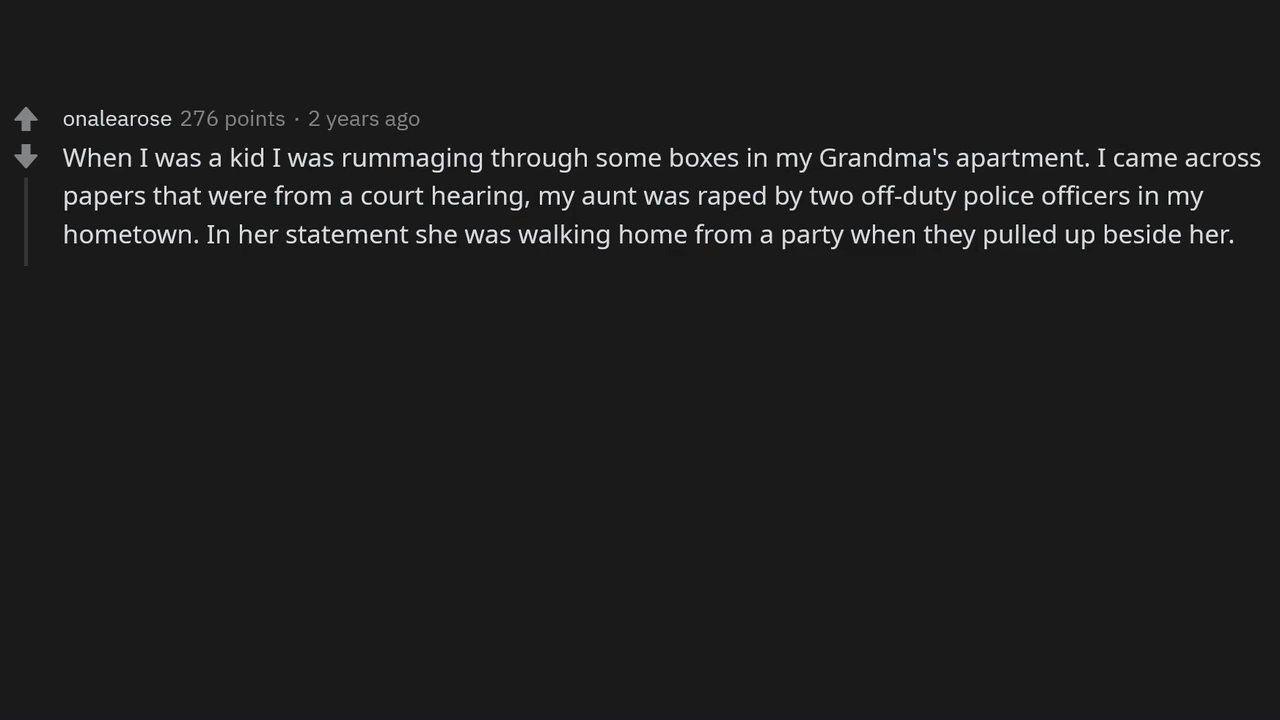 onalearose 276 points · 2 years ago
When I was a kid I was rummaging through some boxes in my Grandma's apartment. I came across
papers that were from a court hearing, my aunt was raped by two off-duty police officers in my
hometown. In her statement she was walking home from a party when they pulled up beside her.